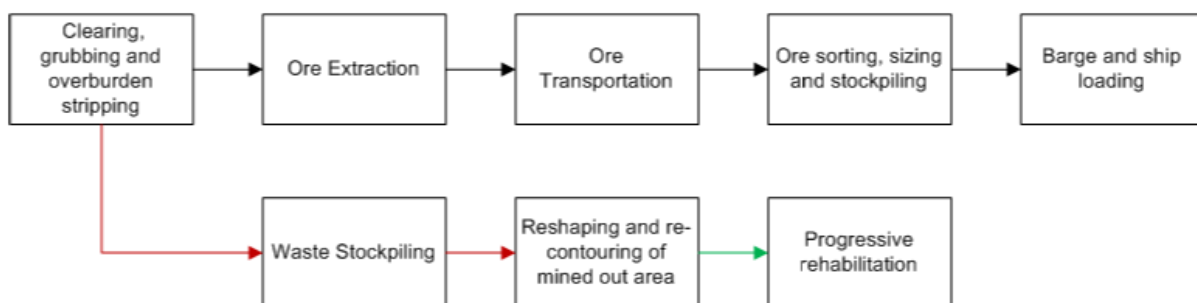 Clearing,
grubbing and
overburden
stripping
Ore Extraction
Ore
Transportation
Ore sorting, sizing
and stockpiling
Barge and ship
loading
Waste Stockpiling
Reshaping and re-
contouring of
mined out area
Progressive
rehabilitation